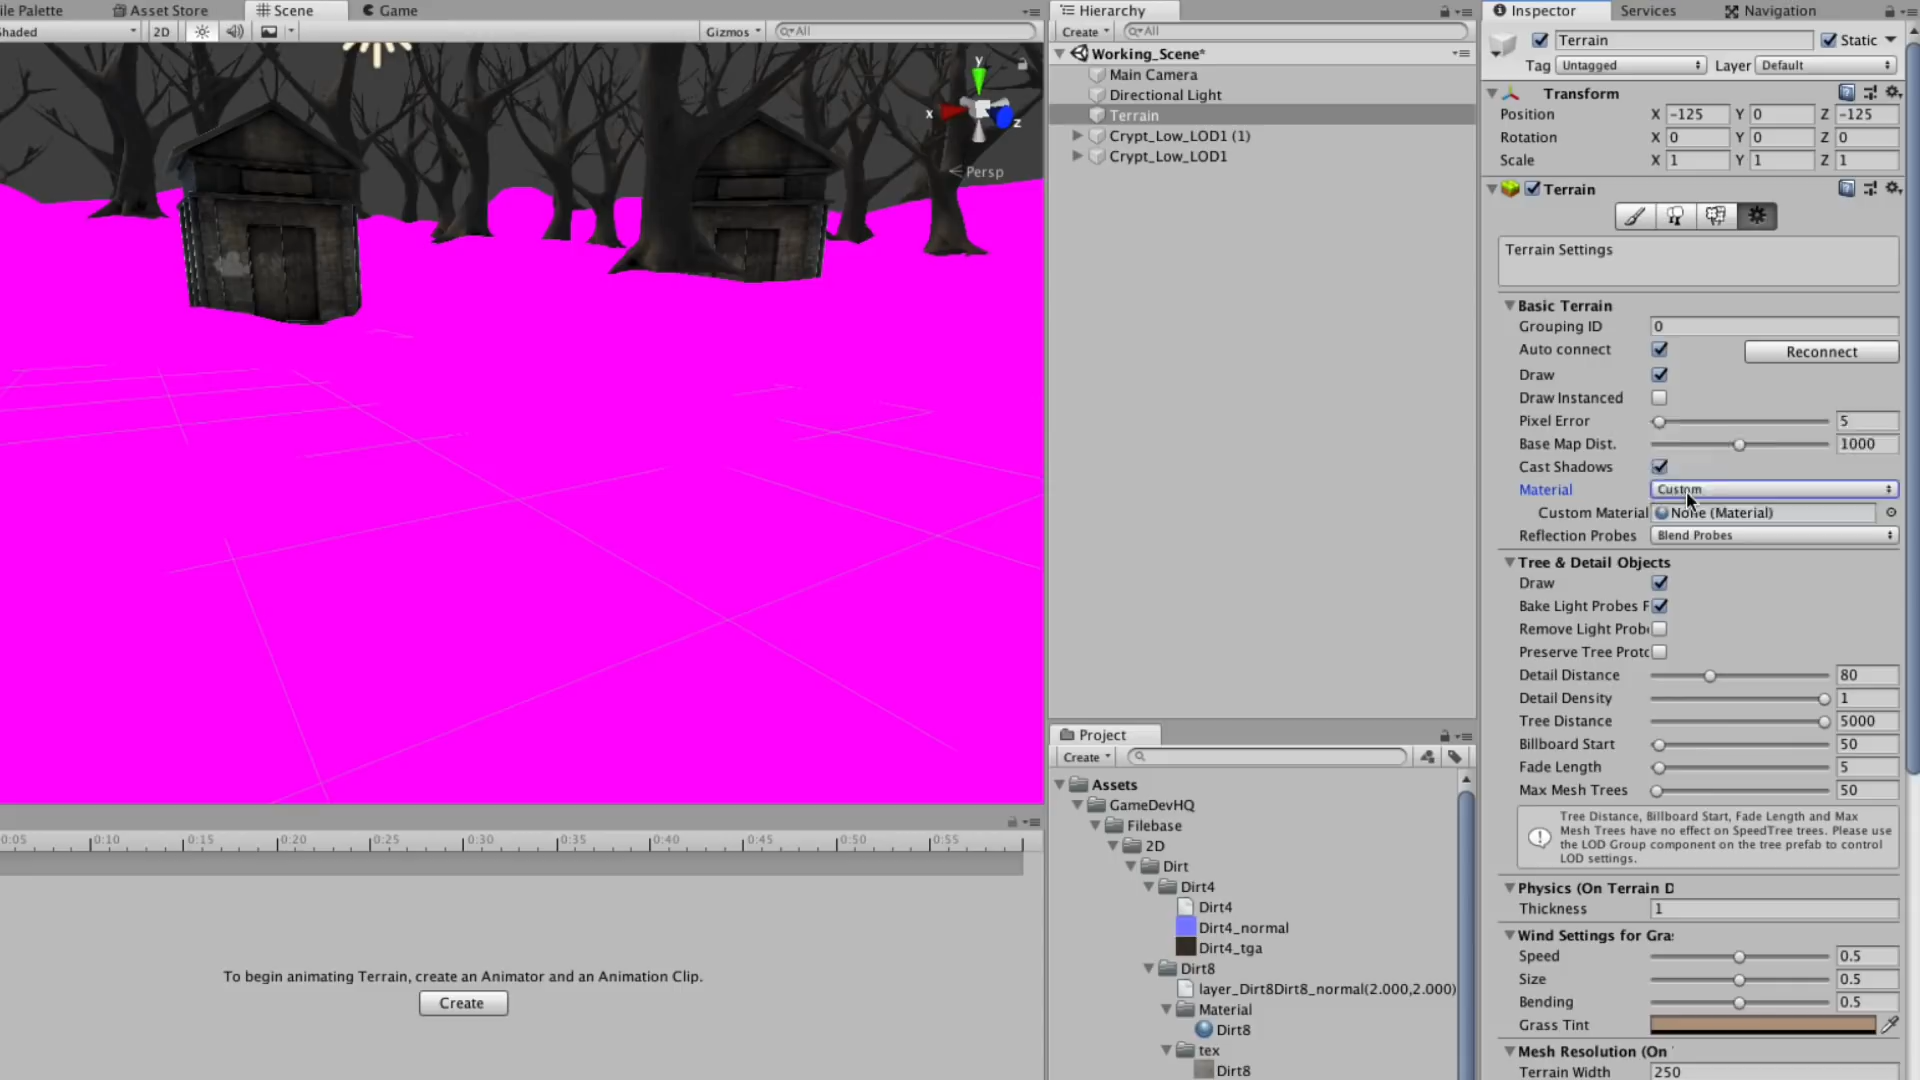 ile Palette
Asset Store
Scene
Game
haded
2D
Gizmos
All
y
x
z
Persp
0:05
0:10
0:15
0:20
0:25
0:30
0:35
0:40
0:45
0:50
0:55
To begin animating Terrain, create an Animator and an Animation Clip.
Create
Hierarchy
Create
All
Working_Scene*
Main Camera
Directional Light
Terrain
Crypt_Low_LOD1 (1)
Crypt_Low_LOD1
Project
Create
Assets
GameDevHQ
Filebase
2D
Dirt
Dirt4
Dirt4
Dirt4_normal
Dirt4_tga
Dirt8
layer_Dirt8Dirt8_normal(2.000,2.000)
Material
Dirt8
tex
Dirt8
Inspector
Services
Navigation
Terrain
Static
Tag Untagged
Layer Default
Transform
Position X -125 Y 0 Z -125
Rotation X 0 Y 0 Z 0
Scale X 1 Y 1 Z 1
Terrain
Terrain Settings
Basic Terrain
Grouping ID 0
Auto connect Reconnect
Draw
Draw Instanced
Pixel Error 5
Base Map Dist. 1000
Cast Shadows
Material Custom
Custom Material None (Material)
Reflection Probes Blend Probes
Tree & Detail Objects
Draw
Bake Light Probes F
Remove Light Prob
Preserve Tree Proto
Detail Distance 80
Detail Density 1
Tree Distance 5000
Billboard Start 50
Fade Length 5
Max Mesh Trees 50
Tree Distance, Billboard Start, Fade Length and Max
Mesh Trees have no effect on SpeedTree trees. Please use
the LOD Group component on the tree prefab to control
LOD settings.
Physics (On Terrain D
Thickness 1
Wind Settings for Gra
Speed 0.5
Size 0.5
Bending 0.5
Grass Tint
Mesh Resolution (On
Terrain Width 250